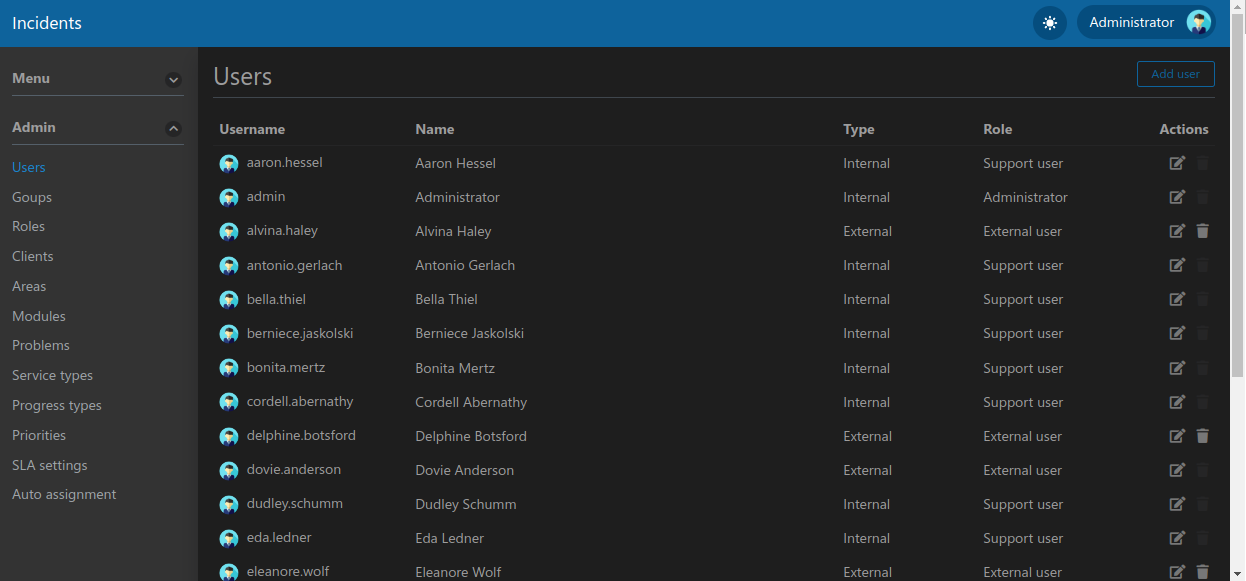 Incidents
Administrator
Menu
Admin
Users
Goups
Roles
Clients
Areas
Modules
Problems
Service types
Progress types
Priorities
SLA settings
Auto assignment
Users
Add user
Username Name Type Role Actions
aaron.hessel Aaron Hessel Internal Support user
admin Administrator Internal Administrator
alvina.haley Alvina Haley External External user
antonio.gerlach Antonio Gerlach Internal Support user
bella.thiel Bella Thiel Internal Support user
berniece.jaskolski Berniece Jaskolski Internal Support user
bonita.mertz Bonita Mertz Internal Support user
cordell.abernathy Cordell Abernathy Internal Support user
delphine.botsford Delphine Botsford External External user
dovie.anderson Dovie Anderson External External user
dudley.schumm Dudley Schumm Internal Support user
eda.ledner Eda Ledner Internal Support user
eleanore.wolf Eleanore Wolf External External user